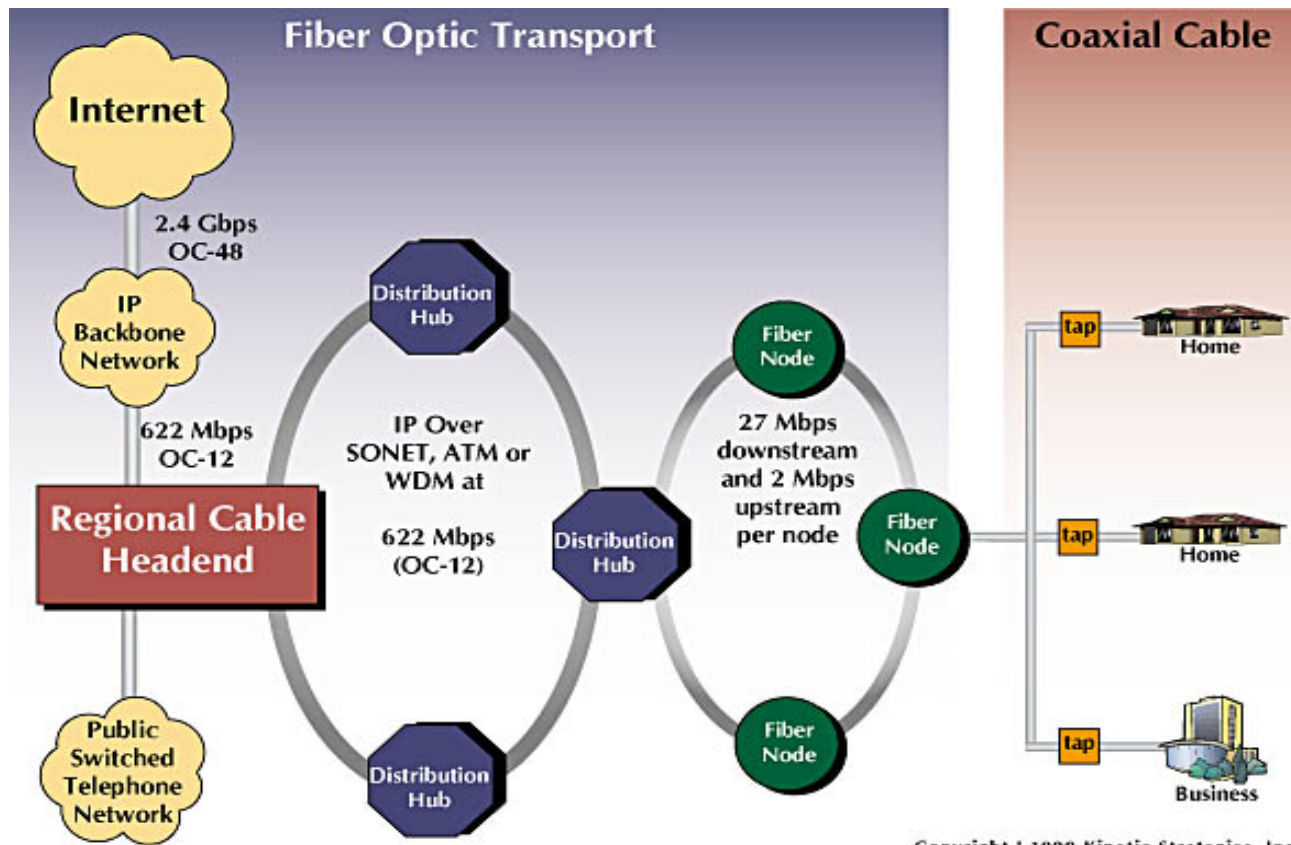 Fiber Optic Transport
Coaxial Cable
Internet
2.4 Gbps
OC-48
IP
Backbone
Network
622 Mbps
OC-12
Regional Cable
Headend
Public
Switched
Telephone
Network
Distribution
Hub
IP Over
SONET, ATM or
WDM at
622 Mbps
(OC-12)
Distribution
Hub
Distribution
Hub
Fiber
Node
27 Mbps
downstream
and 2 Mbps
upstream
per node
Fiber
Node
Fiber
Node
tap
Home
tap
Home
tap
Business